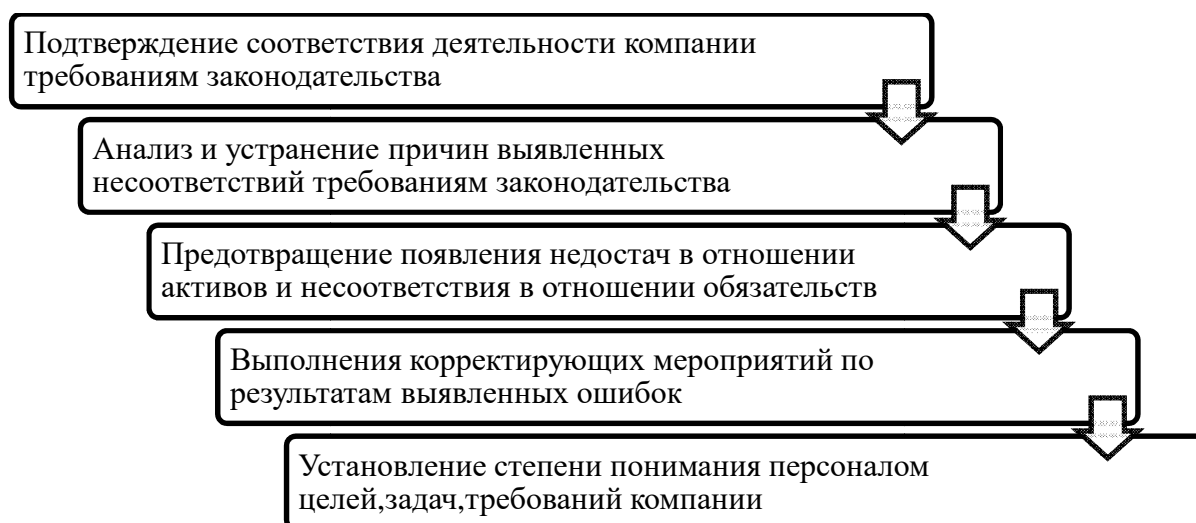 Подтверждение соответствия деятельности компании
требованиям законодательства
Анализ и устранение причин выявленных
несоответствий требованиям законодательства
Предотвращение появления недостач в отношении
активов и несоответствия в отношении обязательств
Выполнения корректирующих мероприятий по
результатам выявленных ошибок
Установление степени понимания персоналом
целей,задач,требований компании